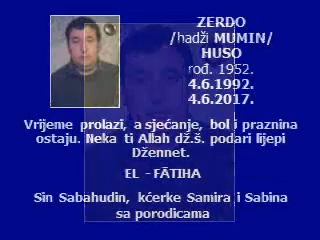 ZERDO
/hadži MUMIN/
HUSO
rođ. 1952.
4.6.1992.
4.6.2017.
Vrijeme prolazi, a sjećanje, bol i praznina
ostaju. Neka ti Allah dž.š. podari lijepi
Džennet.
EL - FĀTIHA
Sin Sabahudin, kćerke Samira i Sabina
sa porodicama